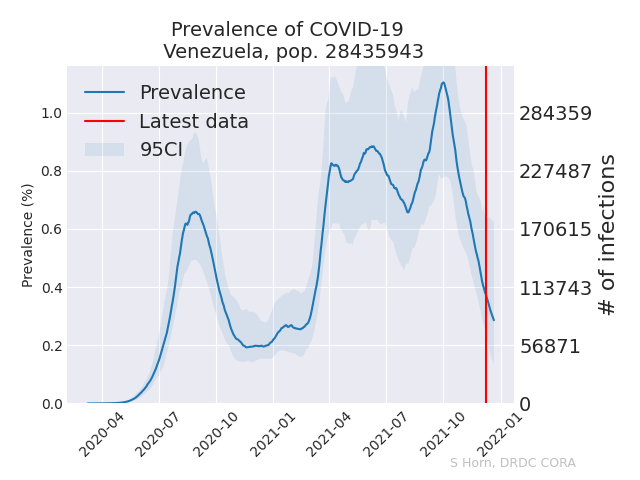 Prevalence of COVID-19
Venezuela, pop. 28435943
Prevalence
Latest data
95CI
Prevalence (%)
1.0
0.8
0.6
0.4
0.2
0.0
284359
227487
170615
113743
56871
0
# of infections
2020-04
2020-07
2020-10
2021-01
2021-04
2021-07
2021-10
2022-01
S Horn, DRDC CORA